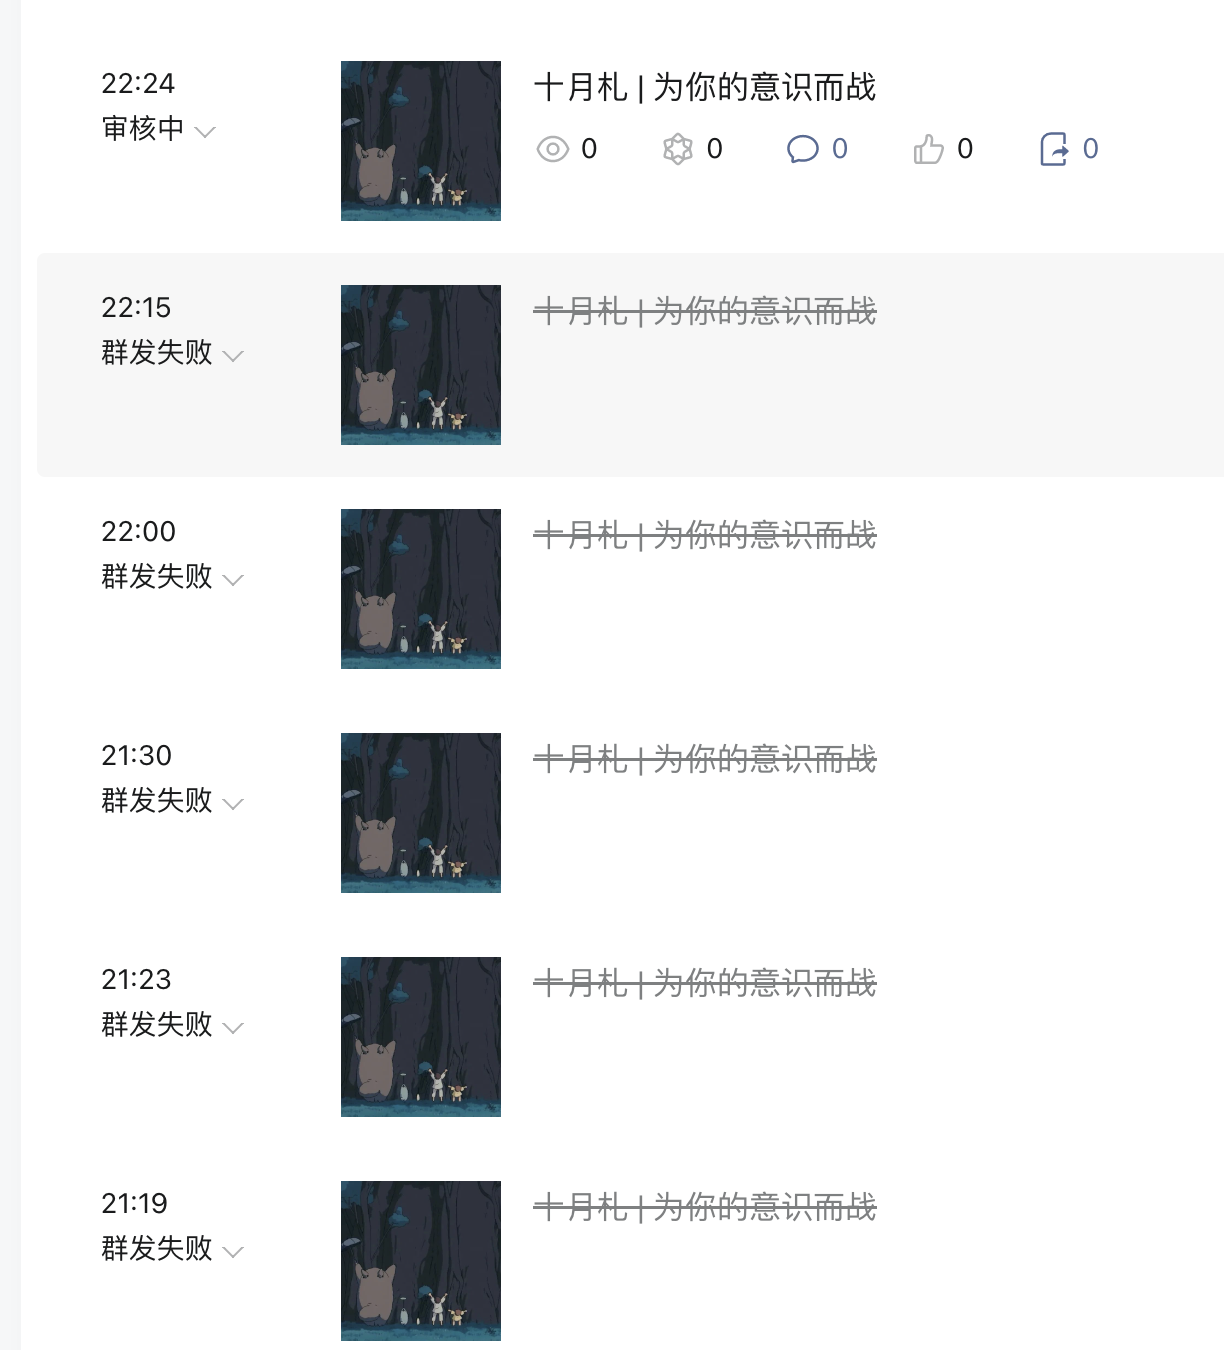 22:24
审核中
十月札 | 为你的意识而战
0 0 0 0 0
22:15
群发失败
十月札 | 为你的意识而战
22:00
群发失败
十月札 | 为你的意识而战
21:30
群发失败
十月札 | 为你的意识而战
21:23
群发失败
十月札 | 为你的意识而战
21:19
群发失败
十月札 | 为你的意识而战